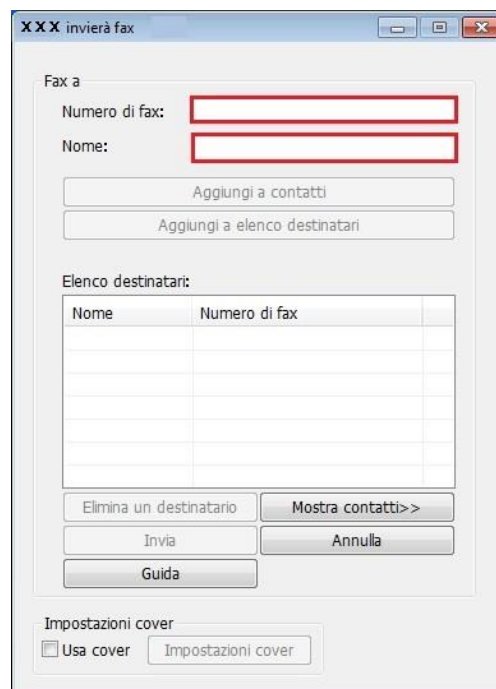 XXX invierà fax
Fax a
Numero di fax:
Nome:
Aggiungi a contatti
Aggiungi a elenco destinatari
Elenco destinatari:
Nome Numero di fax
Elimina un destinatario Mostra contatti>>
Invia Annulla
Guida
Impostazioni cover
Usa cover Impostazioni cover